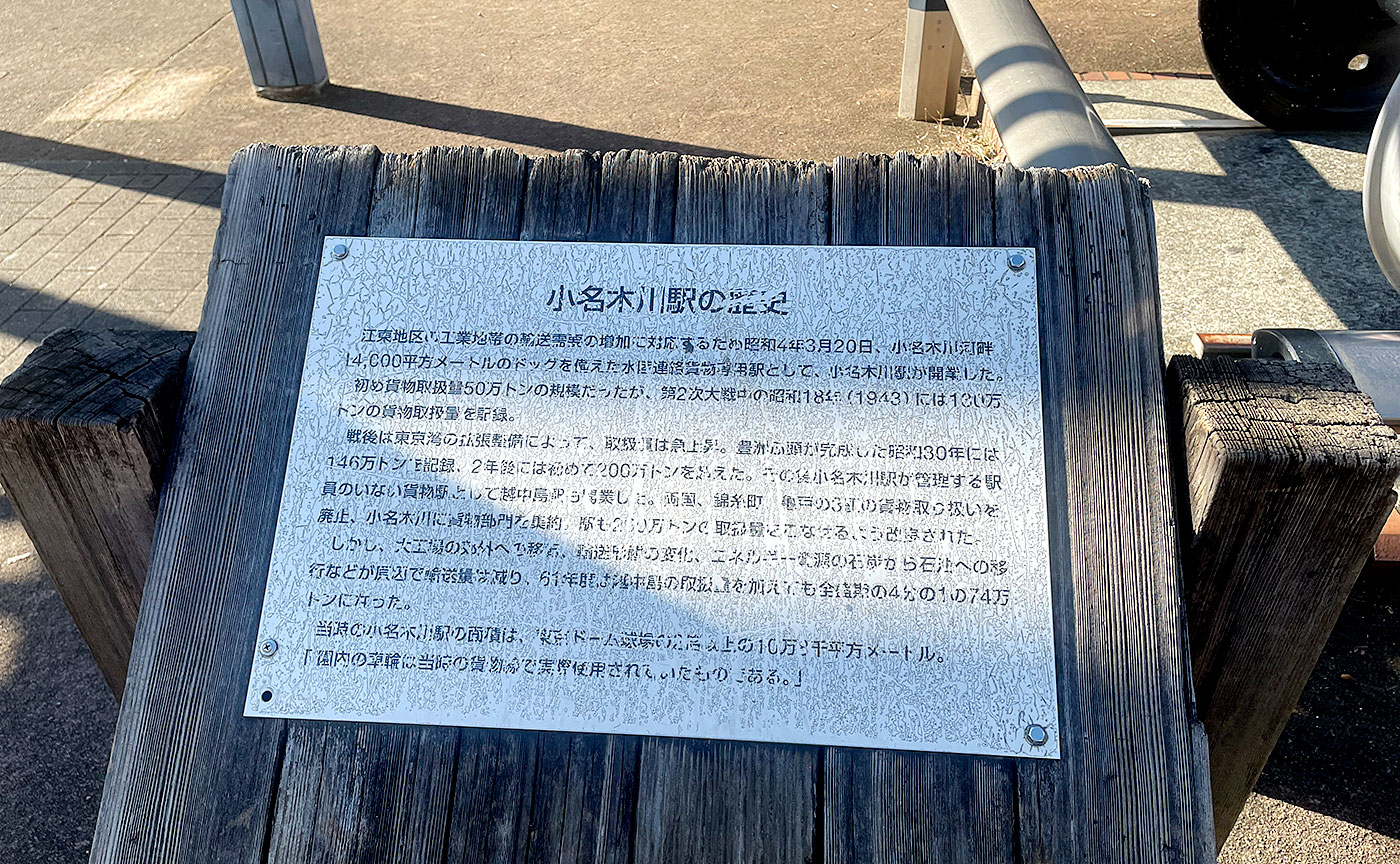 小名木川駅の歴史
江東地区の工業地帯の輸送需要の増加に対応するため昭和4年3月20日、小名木川河畔
14,000平方メートルのドックを備えた水陸連絡貨物専用駅として、小名木川駅が開業した。
初め貨物取扱量50万トンの規模だったが、第2次大戦中の昭和18年(1943)には130万
トンの貨物取扱量を記録。
戦後は東京湾の拡張整備によって、取扱量は急上昇。豊洲ふ頭が完成した昭和30年には
146万トンを記録、2年後には初めて200万トンを超えた。その後小名木川駅が管理する駅
員のいない貨物駅として越中島駅も開業した。両国、錦糸町、亀戸の3駅の貨物取り扱いを
廃止、小名木川に貨物部門を集約。駅も200万トンの取扱量をこなせるよう改良された。
しかし、大工場の郊外への移転、輸送形態の変化、エネルギー資源の石炭から石油への移
行などが原因で輸送量は減り、61年度は越中島の取扱量を加えても全盛期の4分の1の74万
トンになった。
当時の小名木川駅の面積は、東京ドーム球場の以上の10万8千平方メートル。
「園内の車輪は当時の貨物線で実際使用されていたものである。」